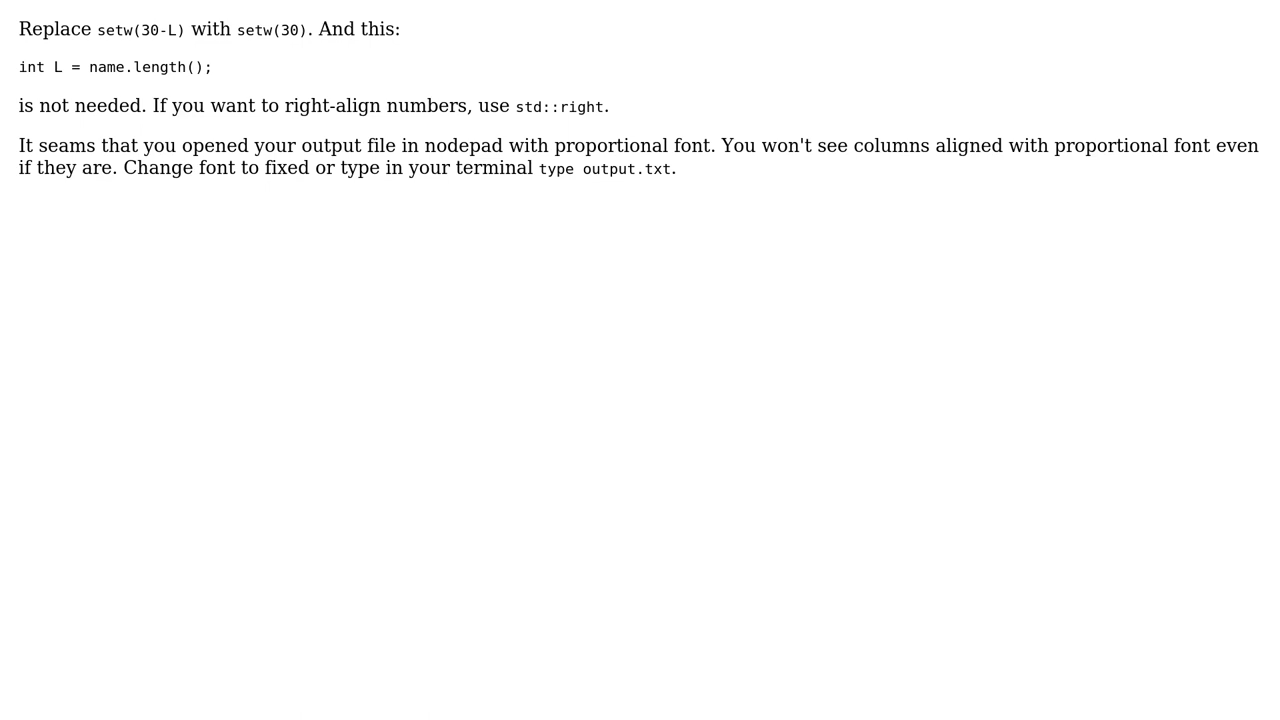 Replace setw(30-L) with setw(30). And this:
int L = name.length();
is not needed. If you want to right-align numbers, use std::right.
It seams that you opened your output file in nodepad with proportional font. You won't see columns aligned with proportional font even
if they are. Change font to fixed or type in your terminal type output.txt.